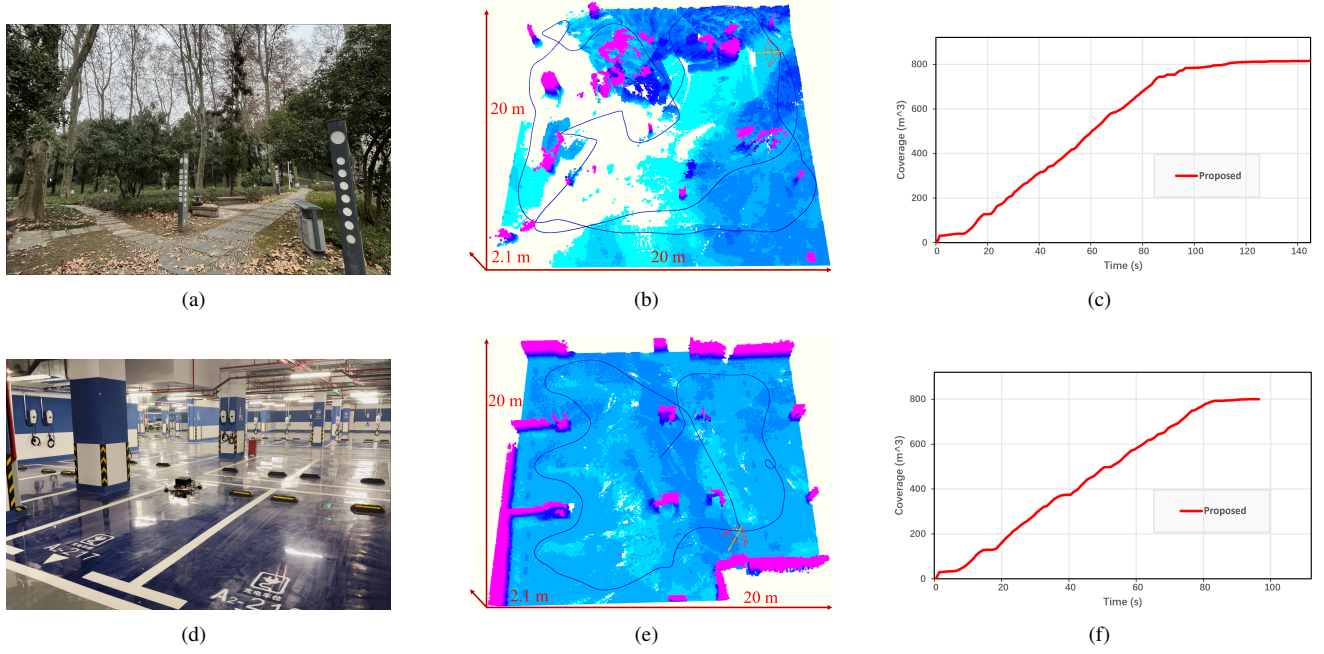 20 m
2.1 m
20 m
Coverage (m^3)
800
600
400
200
0
Proposed
0 20 40 60 80 100 120 140
Time (s)
(a)
(b)
(c)
20 m
2.1 m
20 m
Coverage (m^3)
800
600
400
200
0
Proposed
0 20 40 60 80 100
Time (s)
(d)
(e)
(f)